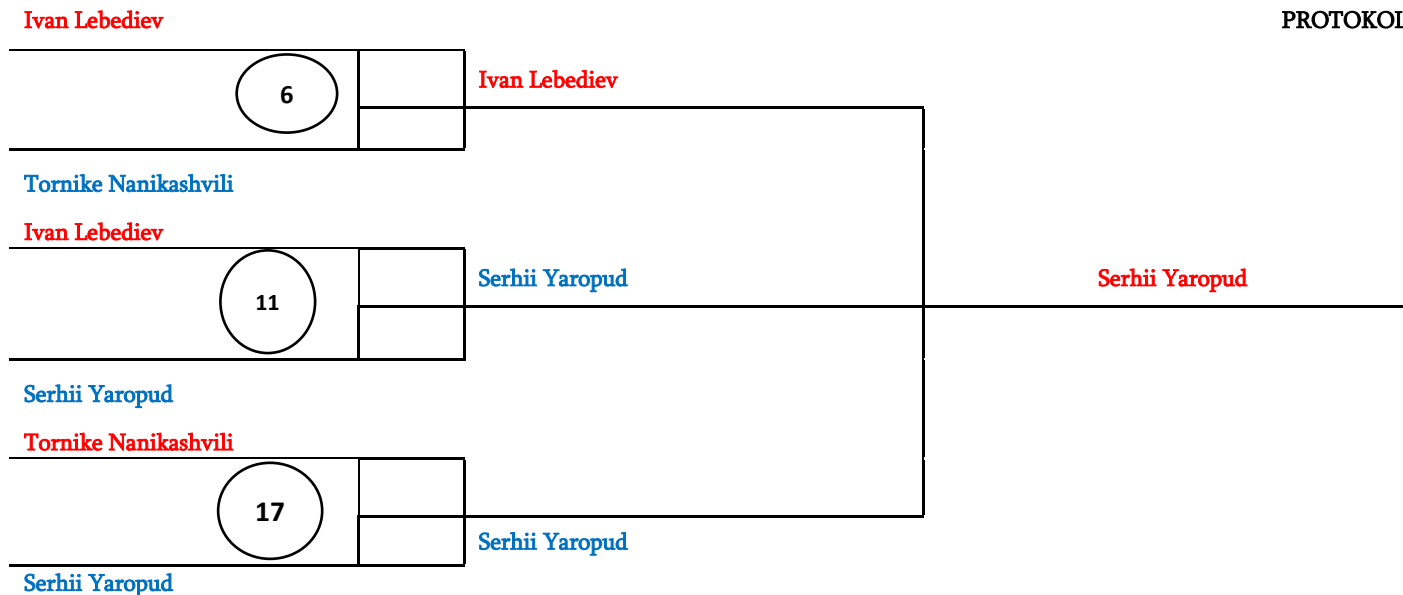 Ivan Lebediev
PROTOKOL
6
Ivan Lebediev
Tornike Nanikashvili
Ivan Lebediev
11
Serhii Yaropud
Serhii Yaropud
Serhii Yaropud
Tornike Nanikashvili
17
Serhii Yaropud
Serhii Yaropud